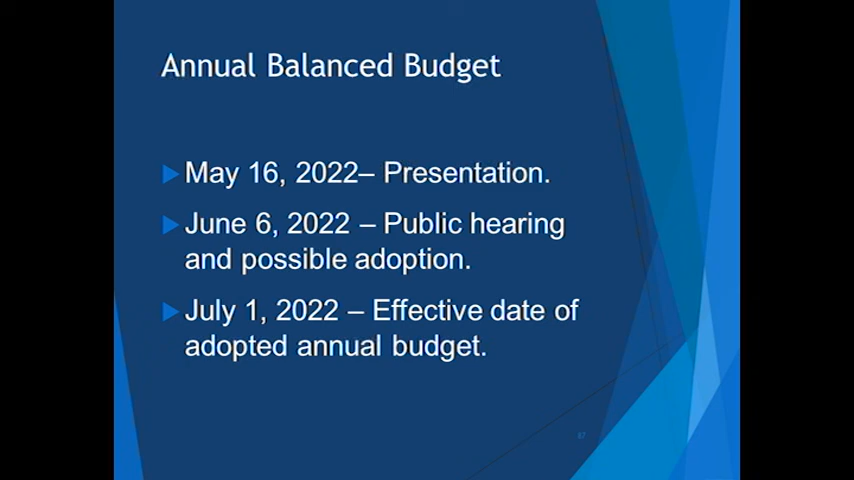 Annual Balanced Budget
May 16, 2022– Presentation.
June 6, 2022 – Public hearing
and possible adoption.
July 1, 2022 – Effective date of
adopted annual budget.